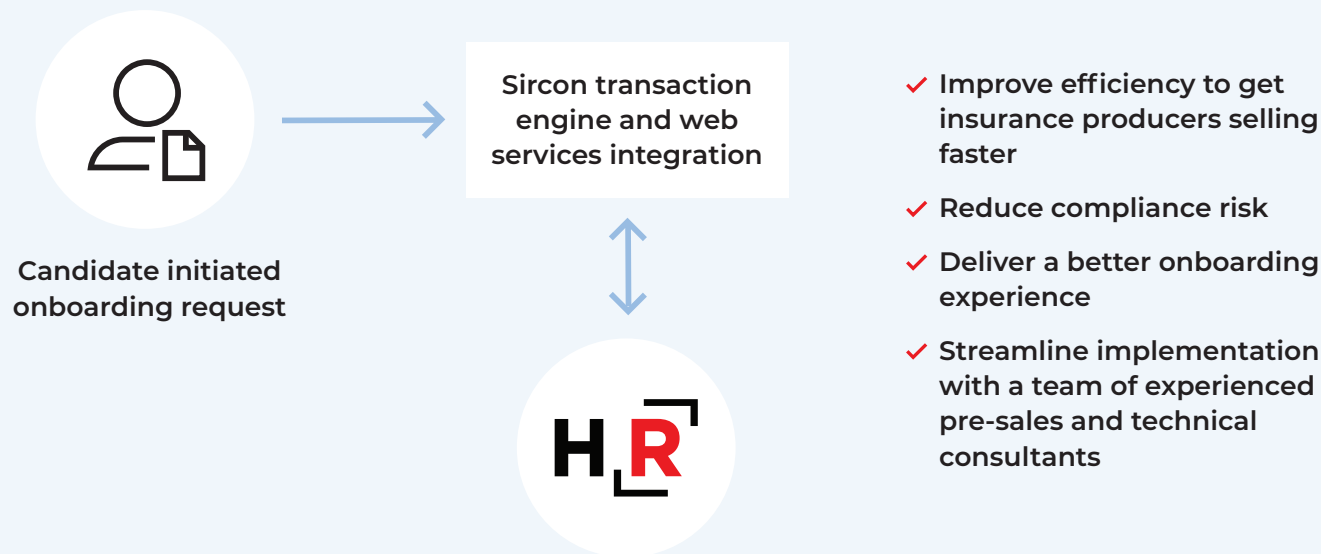 Candidate initiated
onboarding request
Sircon transaction
engine and web
services integration
HR
Improve efficiency to get
insurance producers selling
faster
Reduce compliance risk
Deliver a better onboarding
experience
Streamline implementation
with a team of experienced
pre-sales and technical
consultants